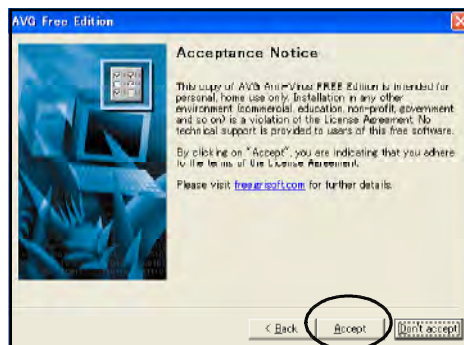 AVG Free Edition
Acceptance Notice
This copy of AVG Anti-Virus FREE Edition is intended for
personal, home use only. Installation in any other
environment (commercial, education, non-profit, government
and so on) is a violation of the License Agreement. No
technical support is provided to users of this free software.
By clicking on "Accept", you are indicating that you adhere
to the terms of the License Agreement.
Please visit free.grisoft.com for further details.
< Back
Accept
Don't accept